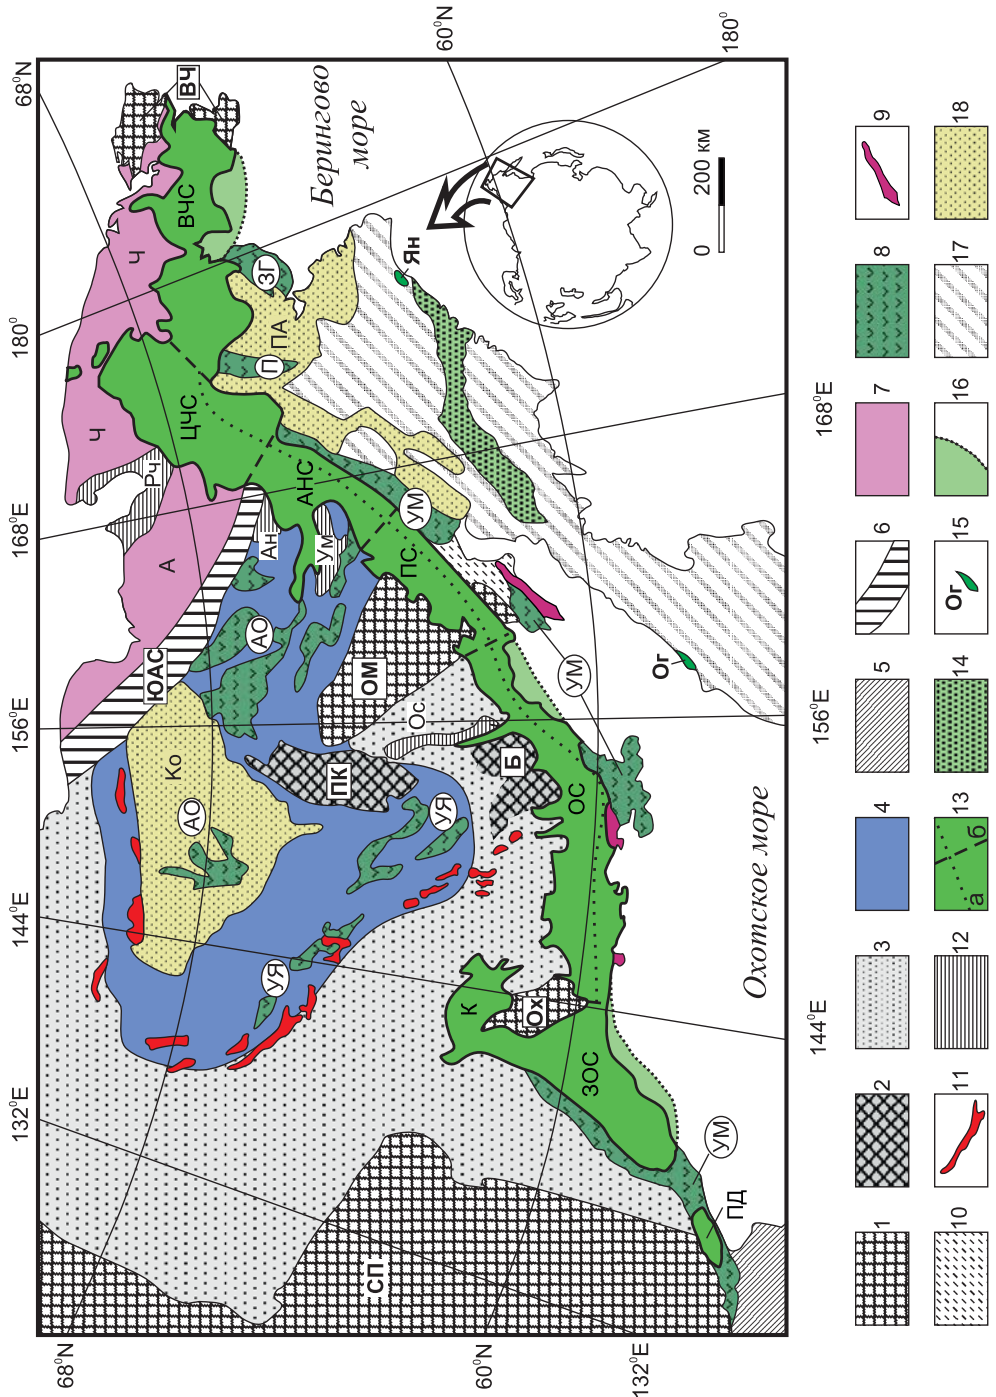 68°N
132°E
144°E
156°E
168°E
180°
68°N
60°N
180°
168°E
156°E
144°E
132°E
60°N
Берингово
море
Охотское море
ВЧ
ВЧС
Ч
Ч
ЗГ
ПА
П
ЦЧС
Рч
А
Ан
Ум
АНС
УМ
Ян
ЮАС
АО
ОМ
ПС
Ос
УМ
Ог
Ко
АО
ПК
Б
УЯ
ОС
УЯ
К
Ох
ЗОС
УМ
ПД
СП
0
200 км
1
2
3
4
5
6
7
8
9
10
11
12
а
б
13
14
Ог
15
16
17
18